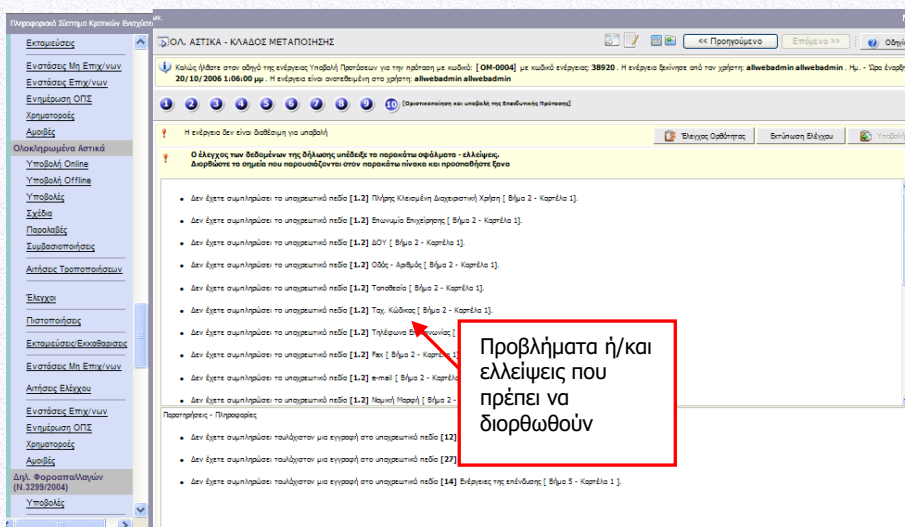 Πληροφοριακό Σύστημα Κρατικών Ενισχύσεων.
Εκταμιεύσεις
Ενστάσεις Μη Επιχ/νων
Ενστάσεις Επιχ/νων
Ενημέρωση ΟΠΣ
Χρηματοροές
Αμοιβές
Ολοκληρωμένα Αστικά
Υποβολή Online
Υποβολή Offline
Υποβολές
Σχέδια
Παραλαβές
Συμβασιοποιήσεις
Αιτήσεις Τροποποιήσεων
Έλεγχοι
Πιστοποιήσεις
Εκταμιεύσεις/Εκκαθαρισεις
Ενστάσεις Μη Επιχ/νων
Αιτήσεις Ελέγχου
Ενστάσεις Επιχ/νων
Ενημέρωση ΟΠΣ
Χρηματοροές
Αμοιβές
Δηλ. Φοροαπαλλαγών
(Ν.3299/2004)
Υποβολές
ΟΛ. ΑΣΤΙΚΑ - ΚΛΑΔΟΣ ΜΕΤΑΠΟΙΗΣΗΣ
<< Προηγούμενο Επόμενο >>
Καλώς ήλθατε στον οδηγό της ενέργειας Υποβολή Προτάσεων για την πρόταση με κωδικό: [ OM-0004] με κωδικό ενέργειας: 38920 . Η ενέργεια ξεκίνησε από τον χρήστη: allwebadmin allwebadmin . Ημ. - Ώρα
20/10/2006 1:06:00 μμ . Η ενέργεια είναι ανατεθειμένη στο χρήστη: allwebadmin allwebadmin
1 2 3 4 5 6 7 8 9 10 [Οριστικοποίηση και υποβολή της Επενδυτικής Πρότασης]
Η ενέργεια δεν είναι διαθέσιμη για υποβολή Έλεγχος Ορθότητας Εκτύπωση Ελέγχου
Ο έλεγχος των δεδομένων της δήλωσης υπέδειξε τα παρακάτω σφάλματα - ελλείψεις.
Διορθώστε τα σημεία που παρουσιάζονται στον παρακάτω πίνακα και προσπαθήστε ξανα
• Δεν έχετε συμπληρώσει το υποχρεωτικό πεδίο [1.2] Πλήρης Κλεισμένη Διαχειριστική Χρήση [ Βήμα 2 - Καρτέλα 1].
• Δεν έχετε συμπληρώσει το υποχρεωτικό πεδίο [1.2] Επωνυμία Επιχείρησης [ Βήμα 2 - Καρτέλα 1].
• Δεν έχετε συμπληρώσει το υποχρεωτικό πεδίο [1.2] ΔΟΥ [ Βήμα 2 - Καρτέλα 1].
• Δεν έχετε συμπληρώσει το υποχρεωτικό πεδίο [1.2] Οδός - Αριθμός [ Βήμα 2 - Καρτέλα 1].
• Δεν έχετε συμπληρώσει το υποχρεωτικό πεδίο [1.2] Τοποθεσία [ Βήμα 2 - Καρτέλα 1].
• Δεν έχετε συμπληρώσει το υποχρεωτικό πεδίο [1.2] Ταχ. Κώδικας [ Βήμα 2 - Καρτέλα 1].
• Δεν έχετε συμπληρώσει το υποχρεωτικό πεδίο [1.2] Τηλέφωνο [
• Δεν έχετε συμπληρώσει το υποχρεωτικό πεδίο [1.2] Fax [ Βήμα 2 - Καρτέλα 1]
• Δεν έχετε συμπληρώσει το υποχρεωτικό πεδίο [1.2] e-mail [ Βήμα 2 - Καρτέλα
• Δεν έχετε συμπληρώσει το υποχρεωτικό πεδίο [1.2] Νομική Μορφή [ Βήμα 2 -
Προβλήματα ή/και
ελλείψεις που
πρέπει να
διορθωθούν
Παρατηρήσεις - Πληροφορίες
• Δεν έχετε συμπληρώσει τουλάχιστον μια εγγραφή στο υποχρεωτικό πεδίο [12]
• Δεν έχετε συμπληρώσει τουλάχιστον μια εγγραφή στο υποχρεωτικό πεδίο [27]
• Δεν έχετε συμπληρώσει τουλάχιστον μια εγγραφή στο υποχρεωτικό πεδίο [14] Ενέργειες της επένδυσης [ Βήμα 5 - Καρτέλα 1 ].